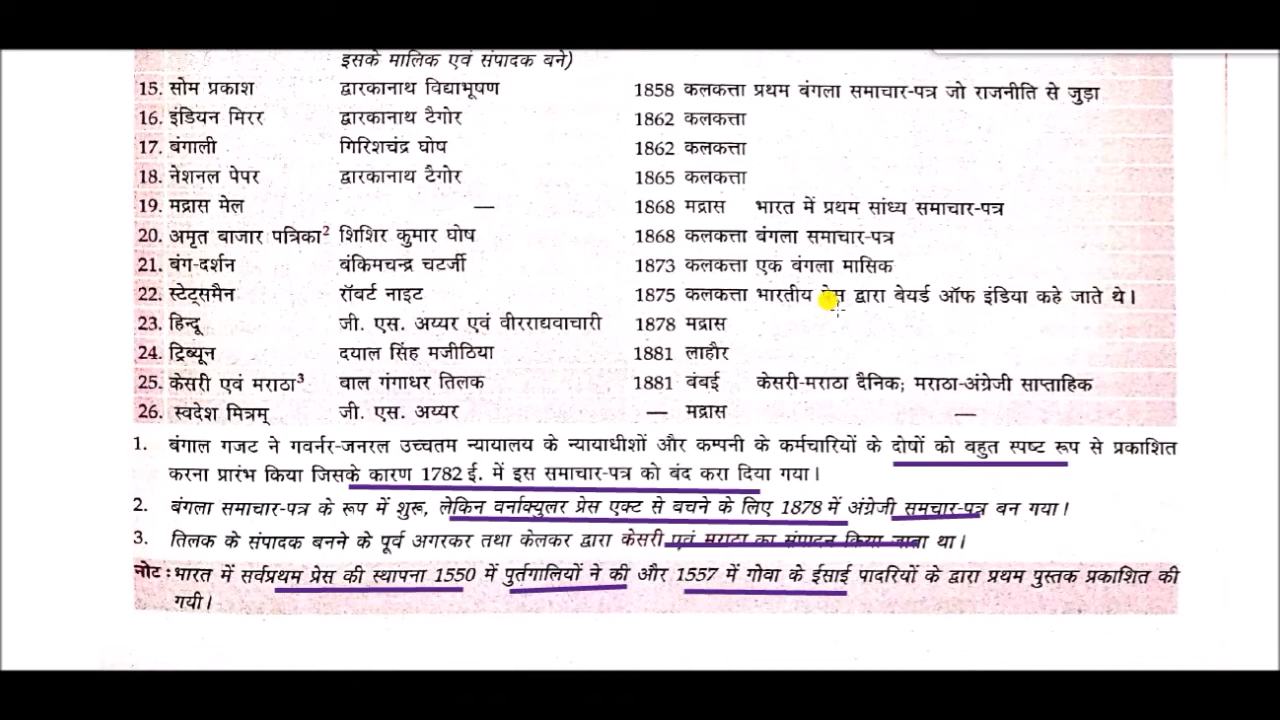 इसके मालिक एवं संपादक बने)
15. सोम प्रकाश द्वारकानाथ विद्याभूषण 1858 कलकत्ता प्रथम बंगला समाचार-पत्र जो राजनीति से जुड़ा
16. इंडियन मिरर द्वारकानाथ टैगोर 1862 कलकत्ता
17. बंगाली गिरिशचंद्र घोष 1862 कलकत्ता
18. नेशनल पेपर द्वारकानाथ टैगोर 1865 कलकत्ता
19. मद्रास मेल — 1868 मद्रास भारत में प्रथम सांध्य समाचार-पत्र
20. अमृत बाजार पत्रिका² शिशिर कुमार घोष 1868 कलकत्ता बंगला समाचार-पत्र
21. बंग-दर्शन बंकिमचन्द्र चटर्जी 1873 कलकत्ता एक बंगला मासिक
22. स्टेट्समैन रॉबर्ट नाइट 1875 कलकत्ता भारतीय द्वारा बेयर्ड ऑफ इंडिया कहे जाते थे।
23. हिन्दू जी. एस. अय्यर एवं वीरराद्यवाचारी 1878 मद्रास
24. ट्रिब्यून दयाल सिंह मजीठिया 1881 लाहौर
25. केसरी एवं मराठा³ बाल गंगाधर तिलक 1881 बंबई केसरी-मराठा दैनिक; मराठा-अंग्रेजी साप्ताहिक
26. स्वदेश मित्रम् जी. एस. अय्यर — मद्रास —
1. बंगाल गजट ने गवर्नर-जनरल उच्चतम न्यायालय के न्यायाधीशों और कम्पनी के कर्मचारियों के दोषों को बहुत स्पष्ट रूप से प्रकाशित
करना प्रारंभ किया जिसके कारण 1782 ई. में इस समाचार-पत्र को बंद करा दिया गया।
2. बंगला समाचार-पत्र के रूप में शुरू, लेकिन वर्नाक्युलर प्रेस एक्ट से बचने के लिए 1878 में अंग्रेजी समचार-पत्र बन गया।
3. तिलक के संपादक बनने के पूर्व अगरकर तथा केलकर द्वारा केसरी एवं मराठा का संपादन किया जाता था।
नोट : भारत में सर्वप्रथम प्रेस की स्थापना 1550 में पुर्तगालियों ने की और 1557 में गोवा के ईसाई पादरियों के द्वारा प्रथम पुस्तक प्रकाशित की
गयी।